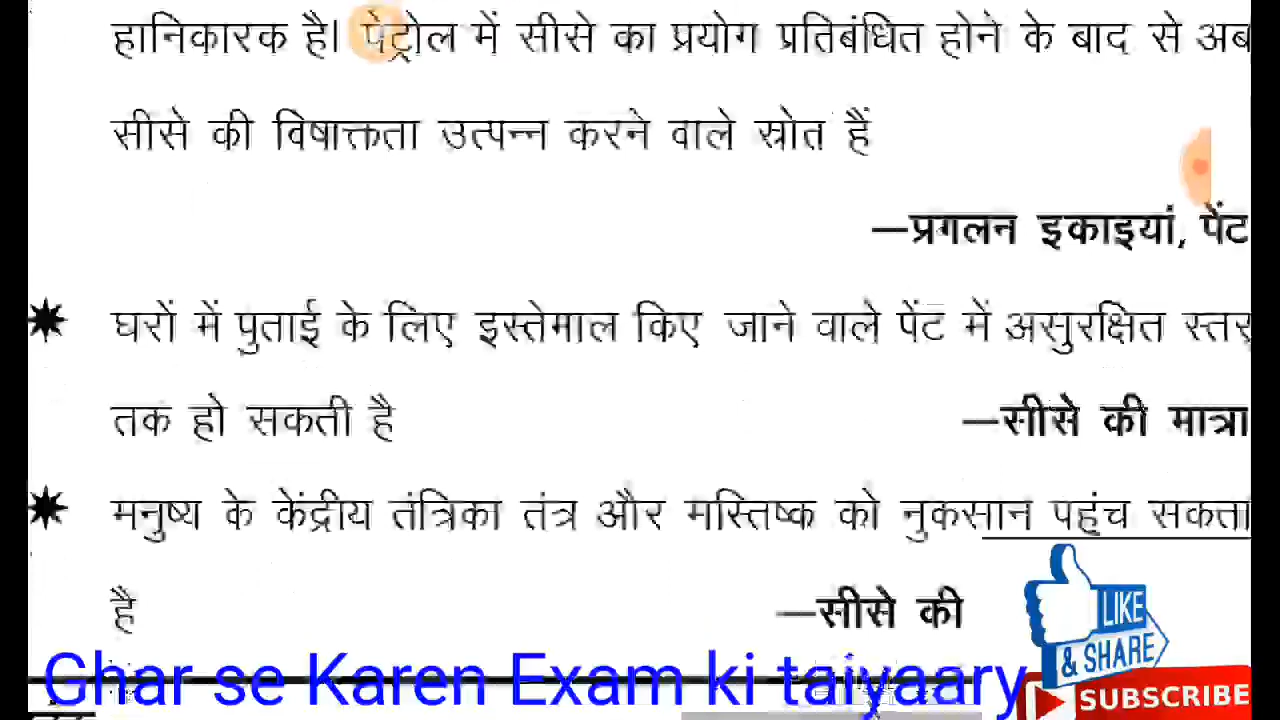 हानिकारक है। पेट्रोल में सीसे का प्रयोग प्रतिबंधित होने के बाद से अब
सीसे की विषाक्तता उत्पन्न करने वाले स्रोत हैं
—प्रगलन इकाइयां, पेंट
✷ घरों में पुताई के लिए इस्तेमाल किए जाने वाले पेंट में असुरक्षित स्तर
तक हो सकती है —सीसे की मात्रा
✷ मनुष्य के केंद्रीय तंत्रिका तंत्र और मस्तिष्क को नुकसान पहुंच सकता
है —सीसे की
LIKE
& SHARE
Ghar se Karen Exam ki taiyaary
SUBSCRIBE